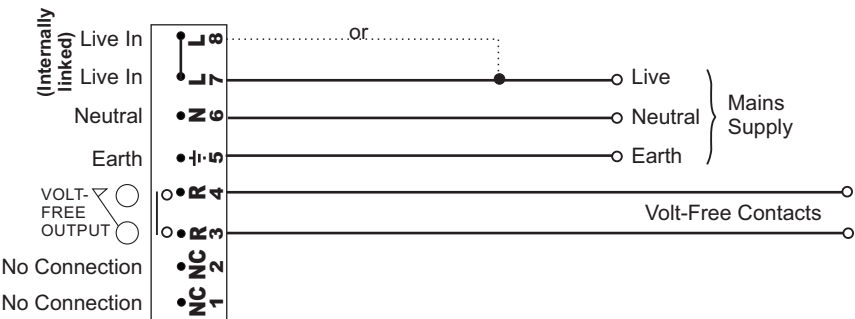 (Internally
linked)
Live In
L 8
or
Live In
L 7
Live
Neutral
N 6
Neutral
Mains
Supply
Earth
5
Earth
VOLT-
FREE
OUTPUT
R 4
Volt-Free Contacts
R 3
No Connection
NC 2
No Connection
NC 1